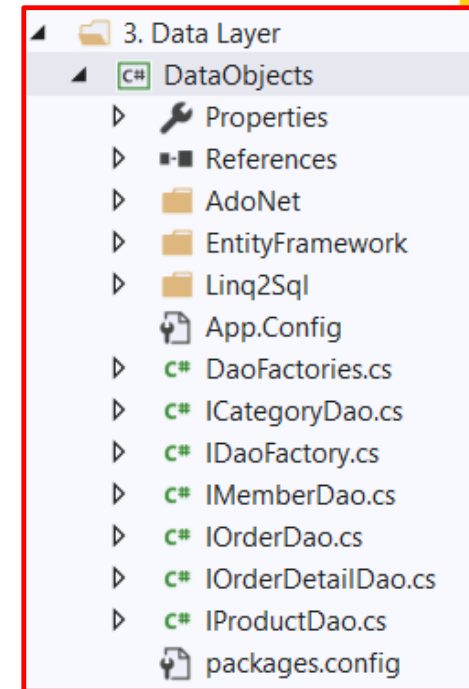 3. Data Layer
C# DataObjects
Properties
References
AdoNet
EntityFramework
Linq2Sql
App.Config
C# DaoFactories.cs
C# ICategoryDao.cs
C# IDaoFactory.cs
C# IMemberDao.cs
C# IOrderDao.cs
C# IOrderDetailDao.cs
C# IProductDao.cs
packages.config